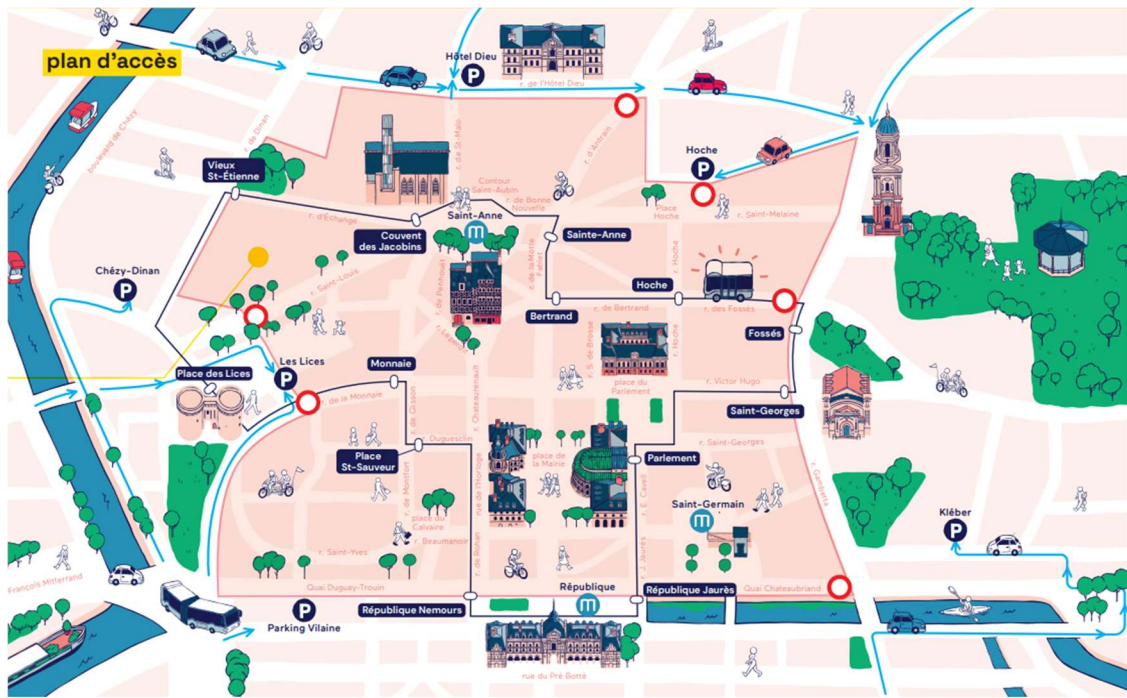 plan d'accès
Hôtel Dieu
P
r. de l'Hôtel Dieu
boulevard de Chézy
r. de Dinan
r. de St-Malo
r. d'Antrain
Hoche
P
Vieux
St-Étienne
Contour
Saint-Aubin
r. de Bonne
Nouvelle
Place
Hoche
r. Saint-Melaine
r. d'Échange
Saint-Anne
m
Couvent
des Jacobins
Sainte-Anne
r. de la Motte
Fablet
r. Hoche
Chézy-Dinan
P
r. Saint-Louis
r. de Penhouët
Hoche
Bertrand
r. de Bertrand
r. des Fossés
Fossés
r. Lepercq
r. S. de Brosse
r. Hoche
Les Lices
P
Place des Lices
Monnaie
place du
Parlement
r. Victor Hugo
r. de la Monnaie
r. de Clisson
r. Chateaurenault
Saint-Georges
r. Duguesclin
r. Saint-Georges
Place
St-Sauveur
place de
la Mairie
Parlement
r. de Montfort
rue de l'Horloge
r. E. Cavell
Saint-Germain
m
r. Gambetta
place du
Calvaire
r. Beaumanoir
Kléber
P
r. Saint-Yves
r. de Rohan
r. J. Jaurès
François Mitterrand
Quai Duguay-Trouin
République
m
République Jaurès
Quai Chateaubriand
République Nemours
P
Parking Vilaine
rue du Pré Botté